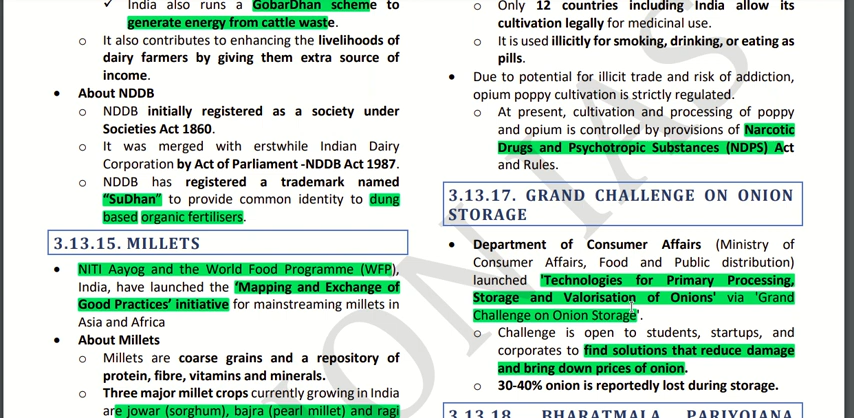 ✓ India also runs a GobarDhan scheme to
generate energy from cattle waste.
o It also contributes to enhancing the livelihoods of
dairy farmers by giving them extra source of
income.
• About NDDB
o NDDB initially registered as a society under
Societies Act 1860.
o It was merged with erstwhile Indian Dairy
Corporation by Act of Parliament -NDDB Act 1987.
o NDDB has registered a trademark named
“SuDhan” to provide common identity to dung
based organic fertilisers.
3.13.15. MILLETS
• NITI Aayog and the World Food Programme (WFP),
India, have launched the ‘Mapping and Exchange of
Good Practices’ initiative for mainstreaming millets in
Asia and Africa
• About Millets
o Millets are coarse grains and a repository of
protein, fibre, vitamins and minerals.
o Three major millet crops currently growing in India
are jowar (sorghum), bajra (pearl millet) and ragi
o Only 12 countries including India allow its
cultivation legally for medicinal use.
o It is used illicitly for smoking, drinking, or eating as
pills.
• Due to potential for illicit trade and risk of addiction,
opium poppy cultivation is strictly regulated.
o At present, cultivation and processing of poppy
and opium is controlled by provisions of Narcotic
Drugs and Psychotropic Substances (NDPS) Act
and Rules.
3.13.17. GRAND CHALLENGE ON ONION
STORAGE
• Department of Consumer Affairs (Ministry of
Consumer Affairs, Food and Public distribution)
launched 'Technologies for Primary Processing,
Storage and Valorisation of Onions' via 'Grand
Challenge on Onion Storage'.
o Challenge is open to students, startups, and
corporates to find solutions that reduce damage
and bring down prices of onion.
o 30-40% onion is reportedly lost during storage.
3.13.18. BHARATMALA PARIYOJANA
ON IAS